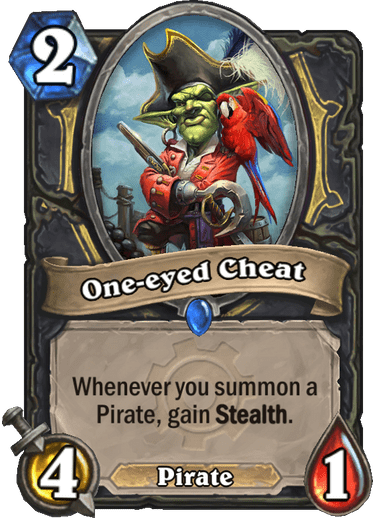 2
One-eyed Cheat
Whenever you summon a
Pirate, gain Stealth.
4
Pirate
1